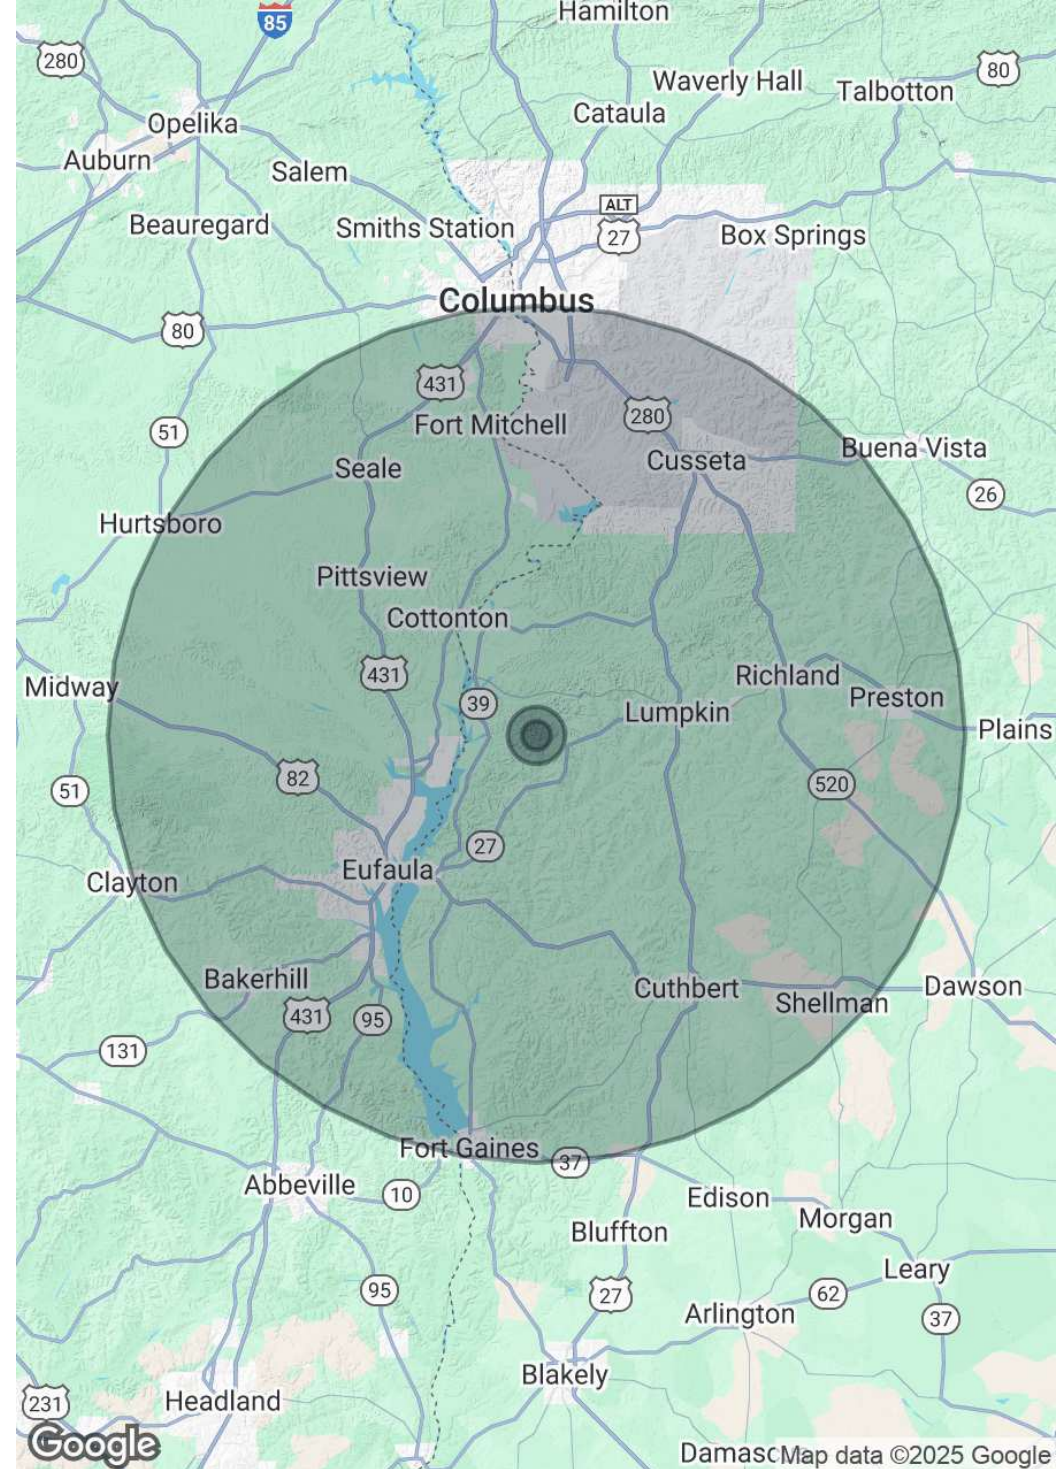 Hamilton
85
280
80
Waverly Hall
Talbotton
Cataula
Opelika
Auburn
Salem
ALT
27
Beauregard
Smiths Station
Box Springs
Columbus
80
431
280
Fort Mitchell
51
Buena Vista
Cusseta
Seale
26
Hurtsboro
Pittsview
Cottonton
431
Richland
Midway
Preston
39
Lumpkin
Plains
82
520
51
27
Eufaula
Clayton
Bakerhill
Cuthbert
Dawson
Shellman
431
95
131
Fort Gaines
37
Abbeville
10
Edison
Morgan
Bluffton
Leary
95
27
62
Arlington
37
Blakely
231
Headland
Google
Map data ©2025 Google